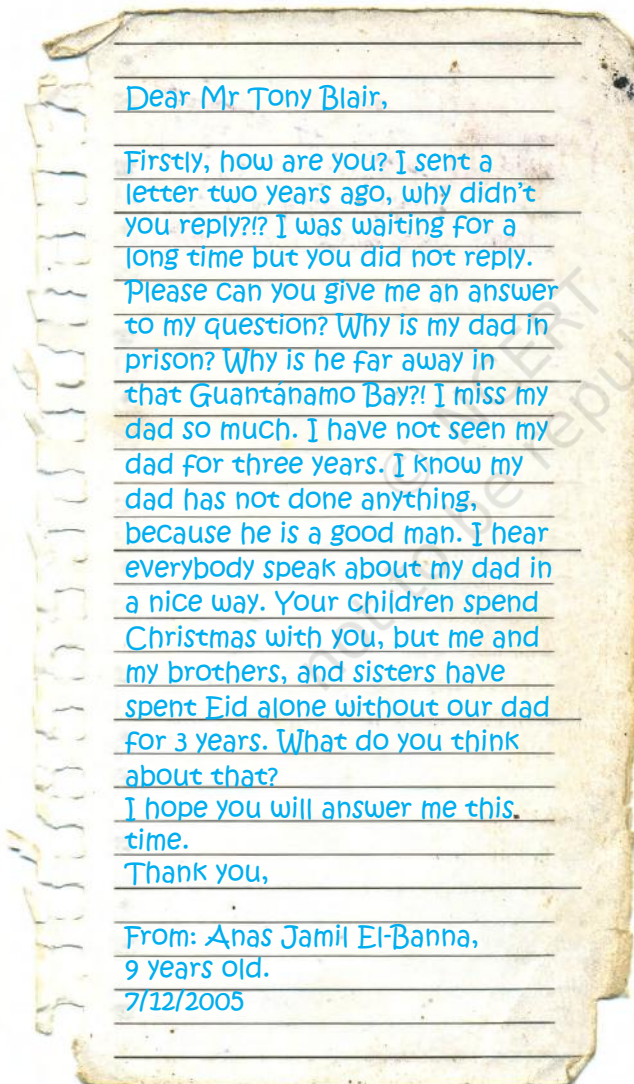 Dear Mr Tony Blair,
Firstly, how are you? I sent a
letter two years ago, why didn't
you reply?!? I was waiting for a
long time but you did not reply.
Please can you give me an answer
to my question? Why is my dad in
prison? Why is he far away in
that Guantánamo Bay?! I miss my
dad so much. I have not seen my
dad for three years. I know my
dad has not done anything,
because he is a good man. I hear
everybody speak about my dad in
a nice way. Your children spend
Christmas with you, but me and
my brothers, and sisters have
spent Eid alone without our dad
for 3 years. What do you think
about that?
I hope you will answer me this.
time.
Thank you,
From: Anas Jamil El-Banna,
9 years old.
7/12/2005
© NCERT
not to be repu